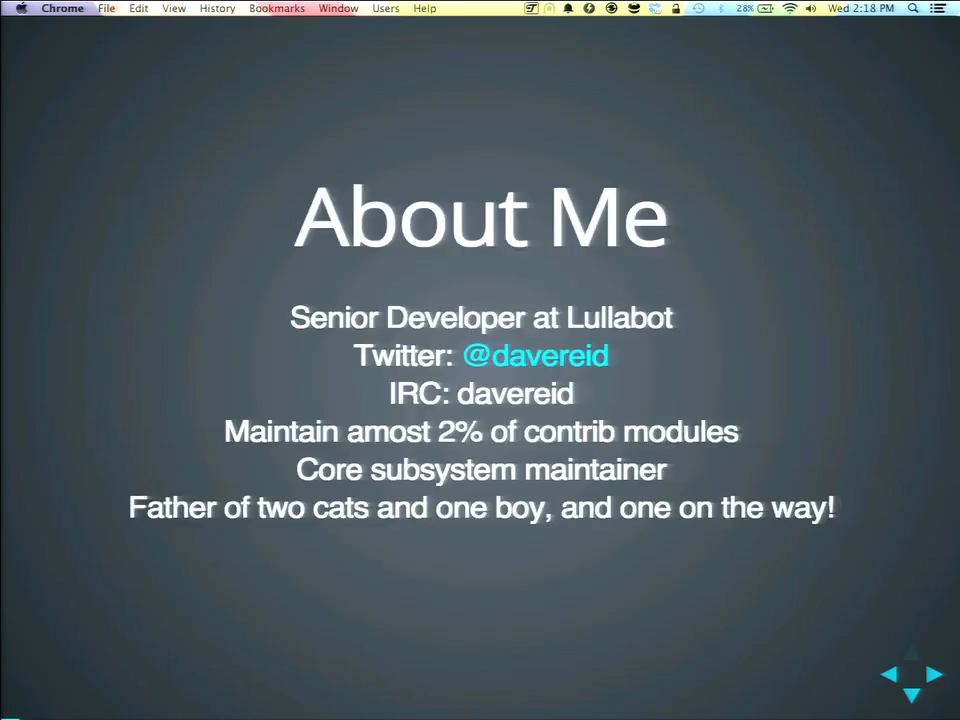 Chrome File Edit View History Bookmarks Window Users Help 28% Wed 2:18 PM
About Me
Senior Developer at Lullabot
Twitter: @davereid
IRC: davereid
Maintain amost 2% of contrib modules
Core subsystem maintainer
Father of two cats and one boy, and one on the way!